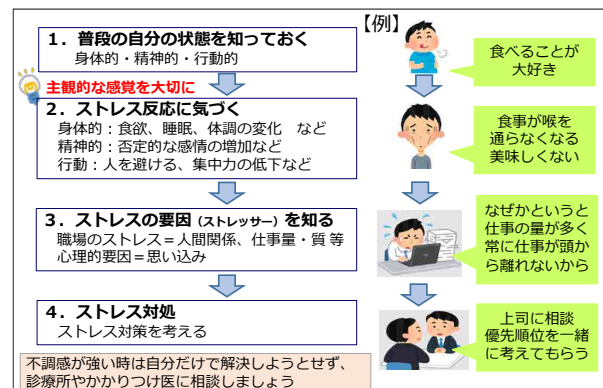 1．普段の自分の状態を知っておく
身体的・精神的・行動的
主観的な感覚を大切に
2．ストレス反応に気づく
身体的：食欲、睡眠、体調の変化　など
精神的：否定的な感情の増加など
行動：人を避ける、集中力の低下など
3．ストレスの要因（ストレッサー）を知る
職場のストレス＝人間関係、仕事量・質 等
心理的要因＝思い込み
4．ストレス対処
ストレス対策を考える
不調感が強い時は自分だけで解決しようとせず、
診療所やかかりつけ医に相談しましょう
【例】
食べることが
大好き
食事が喉を
通らなくなる
美味しくない
なぜかというと
仕事の量が多く
常に仕事が頭か
ら離れないから
上司に相談
優先順位を一緒
に考えてもらう